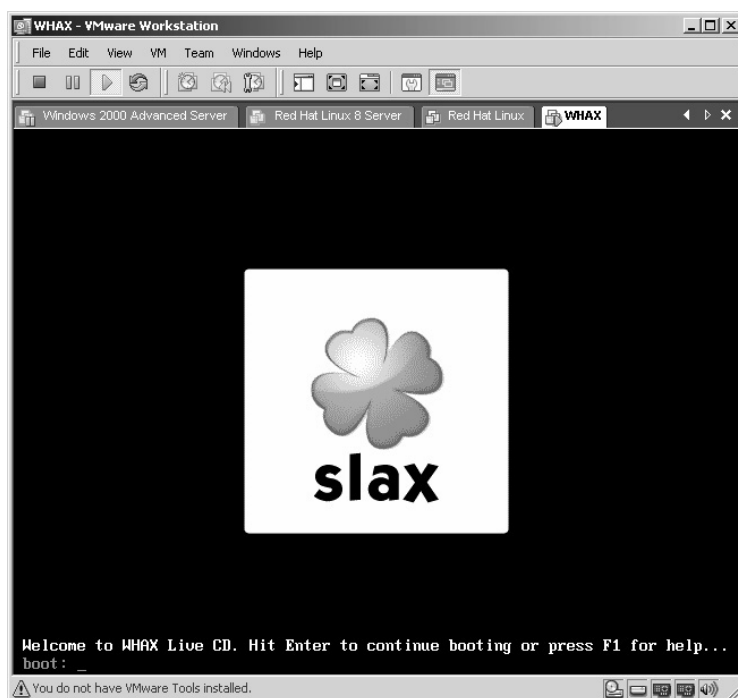 WHAX - VMware Workstation
File Edit View VM Team Windows Help
Windows 2000 Advanced Server Red Hat Linux 8 Server Red Hat Linux WHAX
slax
Welcome to WHAX Live CD. Hit Enter to continue booting or press F1 for help...
boot: _
You do not have VMware Tools installed.